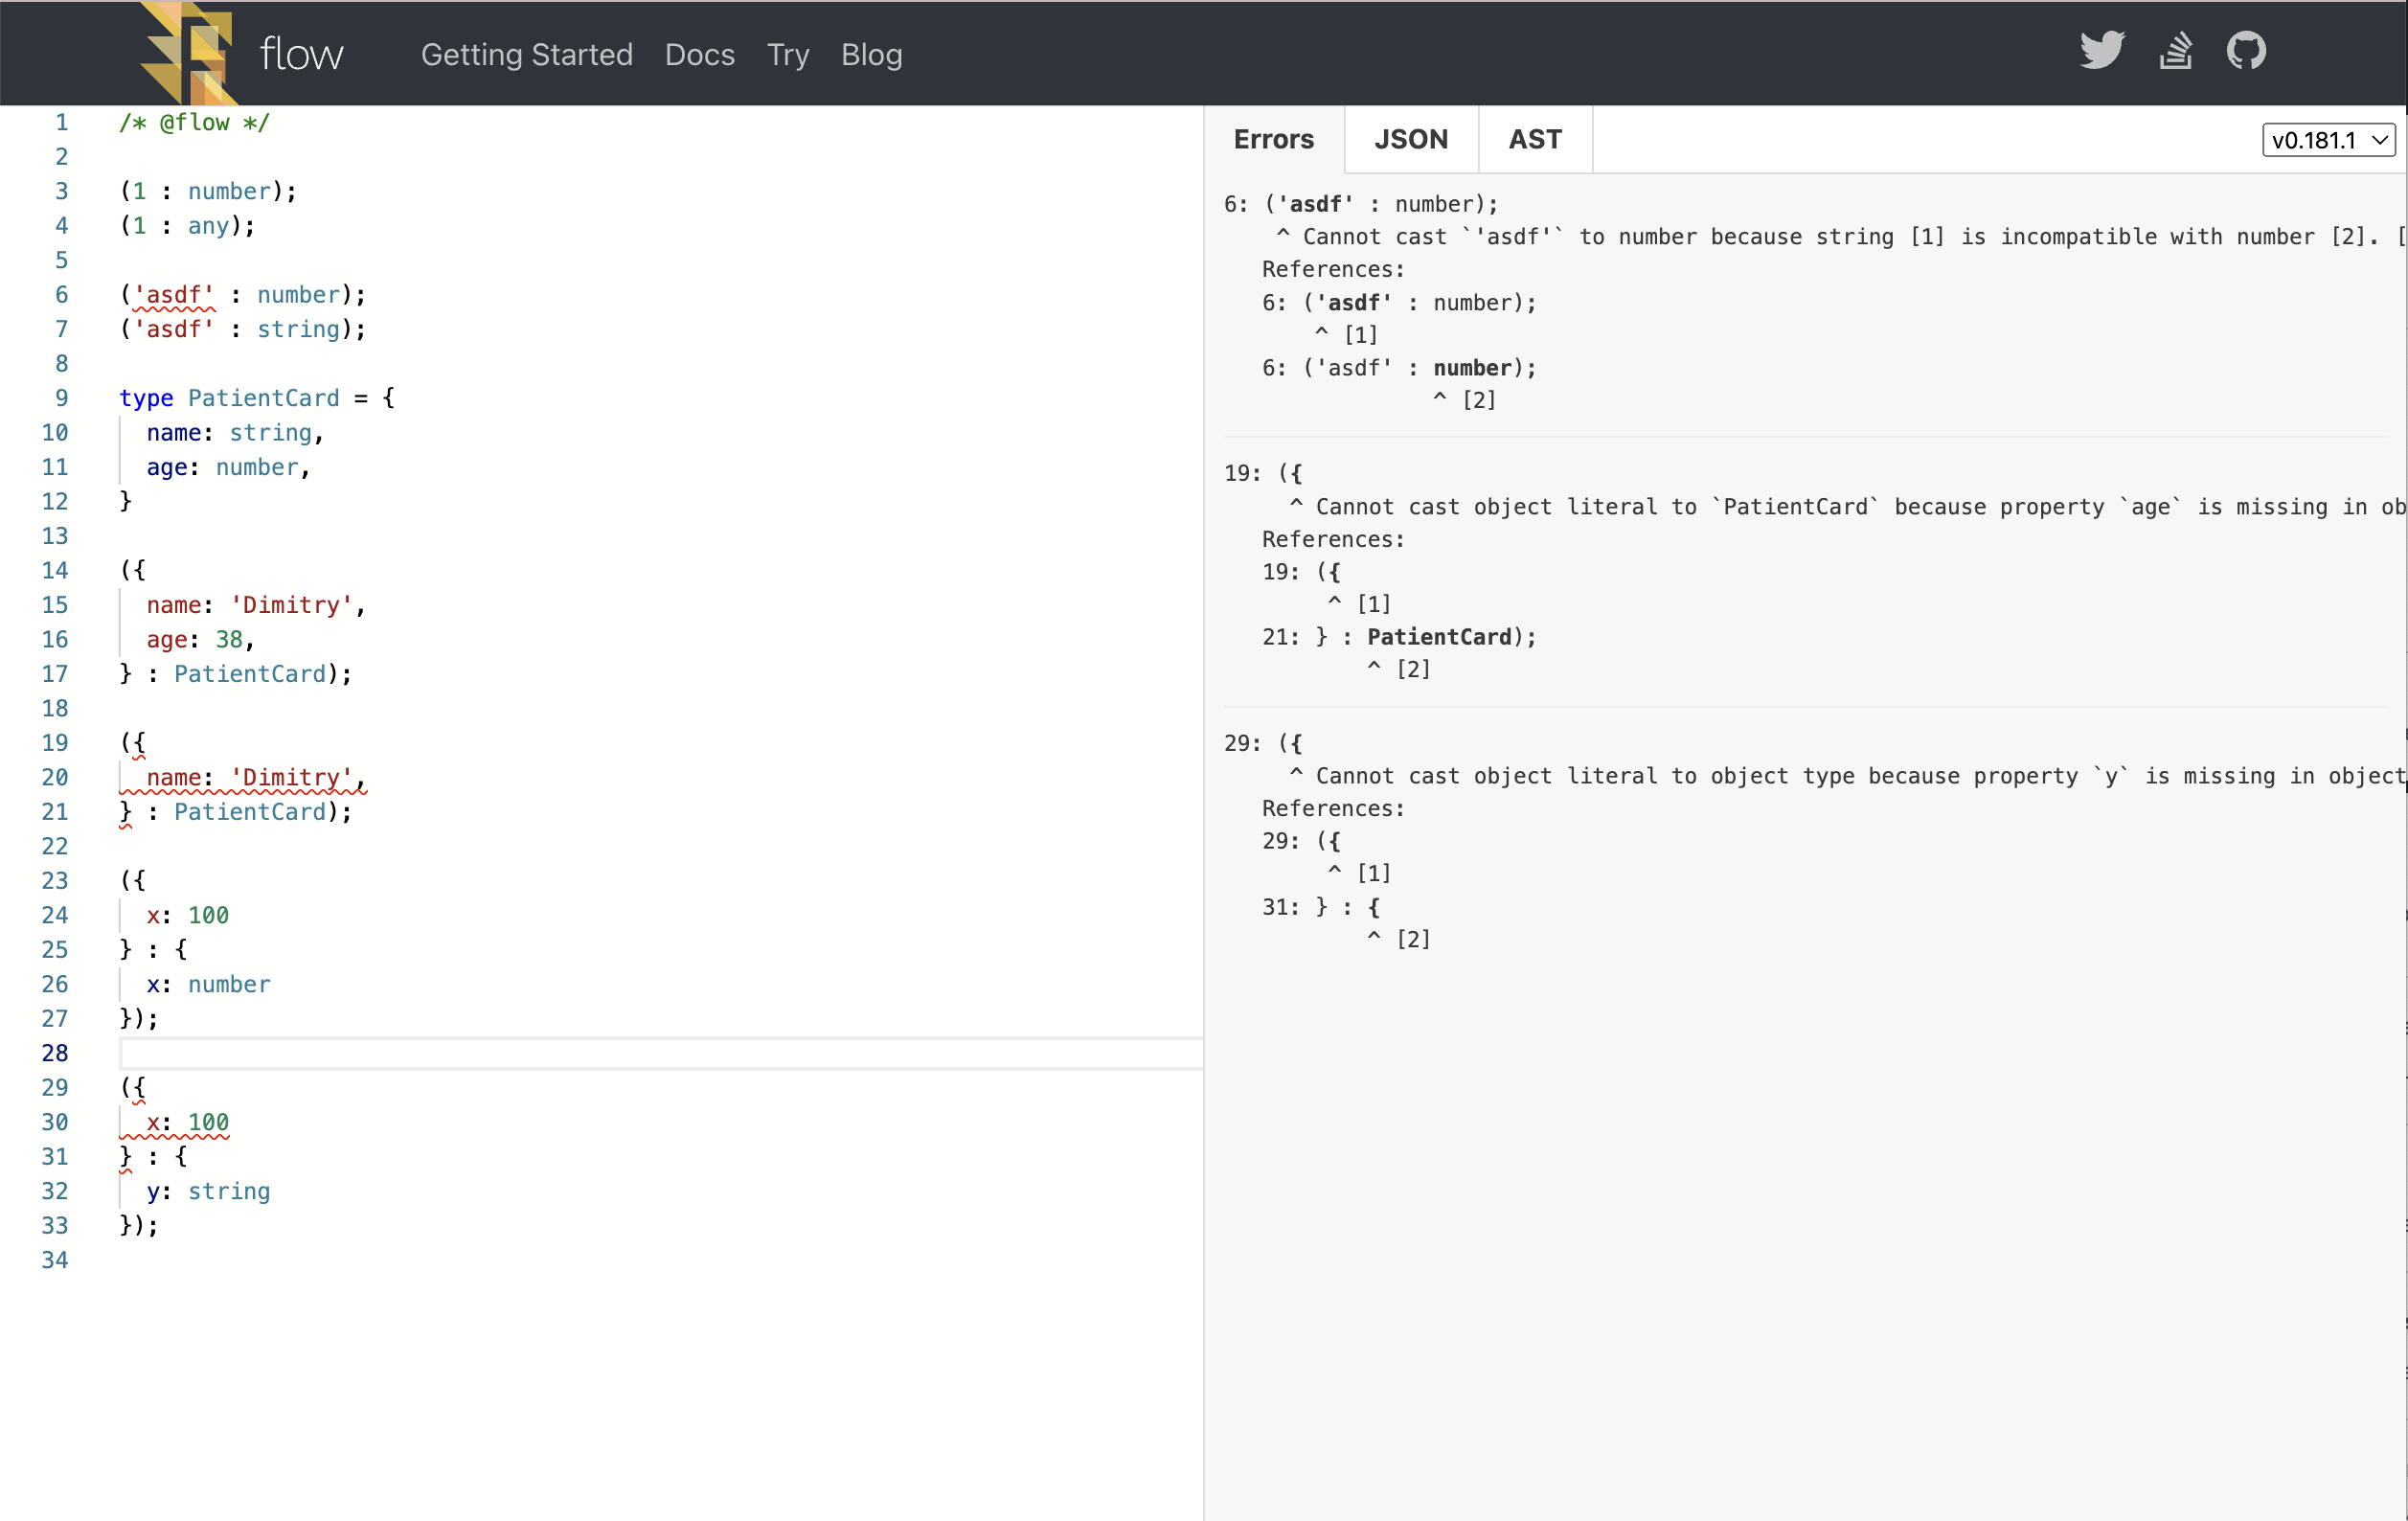 flow Getting Started Docs Try Blog
1 /* @flow */
2
3 (1 : number);
4 (1 : any);
5
6 ('asdf' : number);
7 ('asdf' : string);
8
9 type PatientCard = {
10 name: string,
11 age: number,
12 }
13
14 ({
15 name: 'Dimitry',
16 age: 38,
17 } : PatientCard);
18
19 ({
20 name: 'Dimitry',
21 } : PatientCard);
22
23 ({
24 x: 100
25 } : {
26 x: number
27 });
28
29 ({
30 x: 100
31 } : {
32 y: string
33 });
34
Errors JSON AST v0.181.1
6: ('asdf' : number);
^ Cannot cast `'asdf'` to number because string [1] is incompatible with number [2]. [
References:
6: ('asdf' : number);
^ [1]
6: ('asdf' : number);
^ [2]
19: ({
^ Cannot cast object literal to `PatientCard` because property `age` is missing in ob
References:
19: ({
^ [1]
21: } : PatientCard);
^ [2]
29: ({
^ Cannot cast object literal to object type because property `y` is missing in object
References:
29: ({
^ [1]
31: } : {
^ [2]